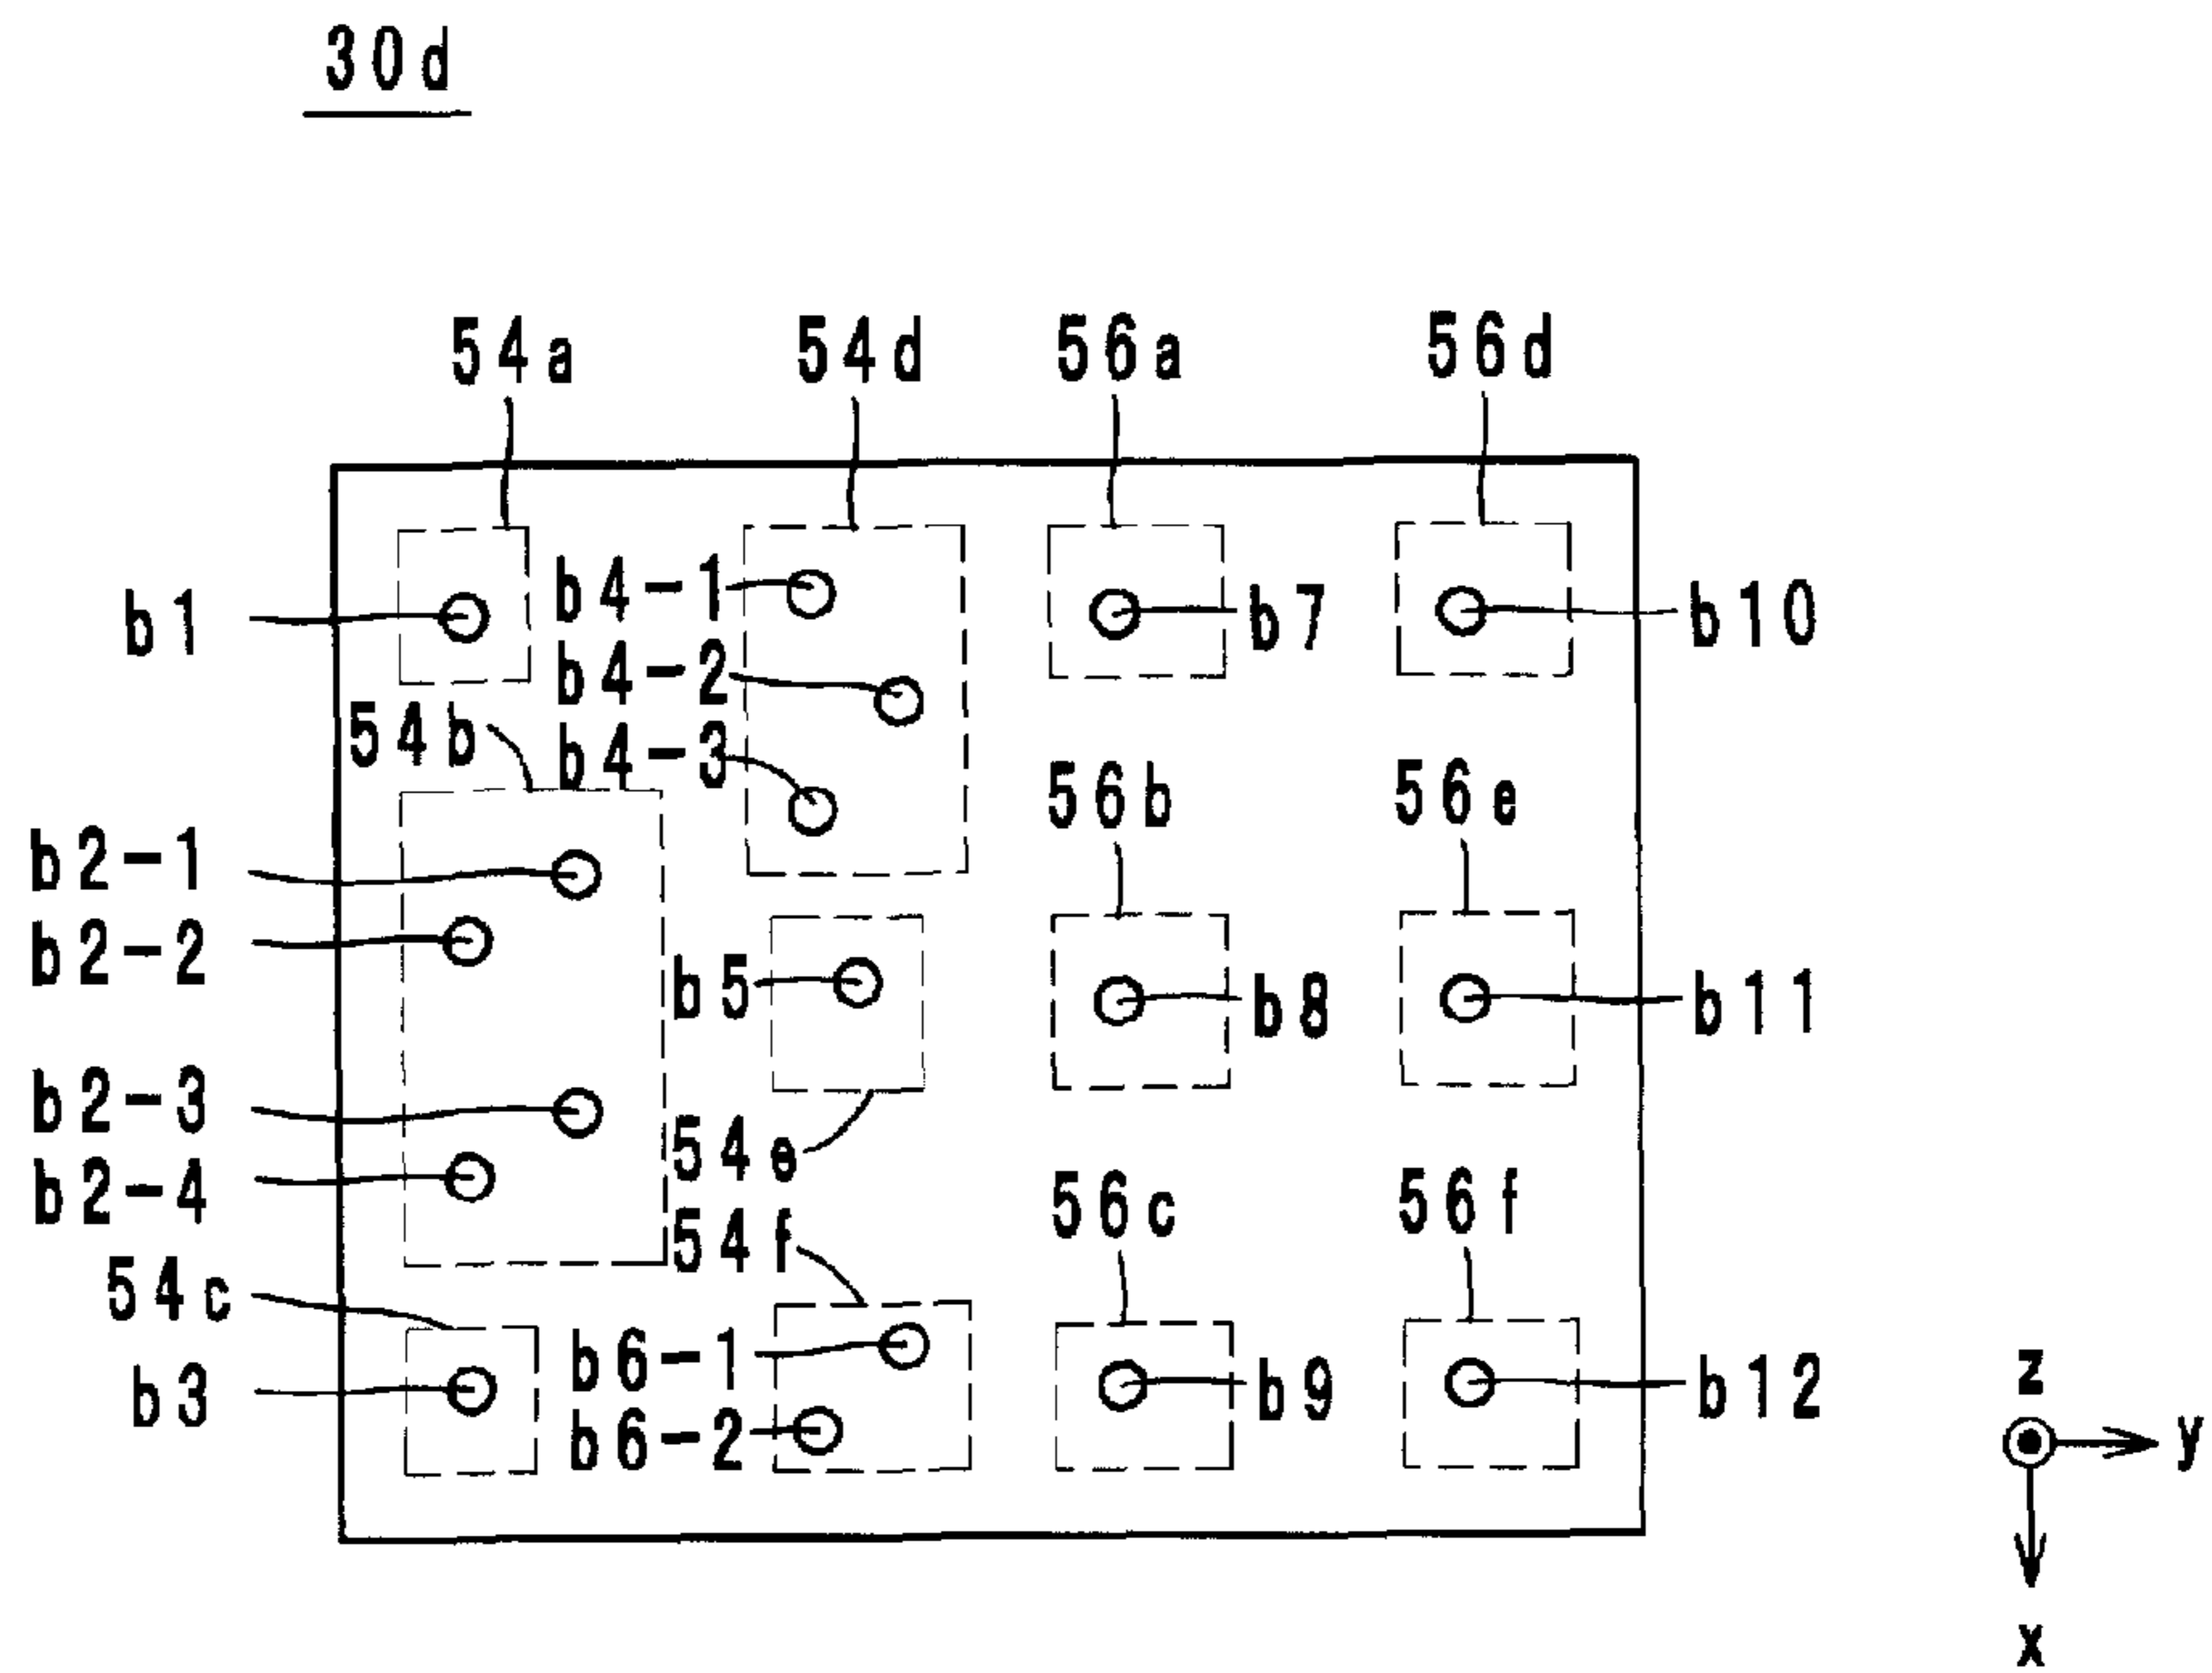 30d
54a 54d 56a 56d
b1 b4-1 b7 b10
b4-2
54b b4-3
56b 56e
b2-1
b2-2 b5 b8 b11
b2-3
54e
b2-4 56c 56f
54f
54c
b3 b6-1 b9 b12 z
b6-2 y
x